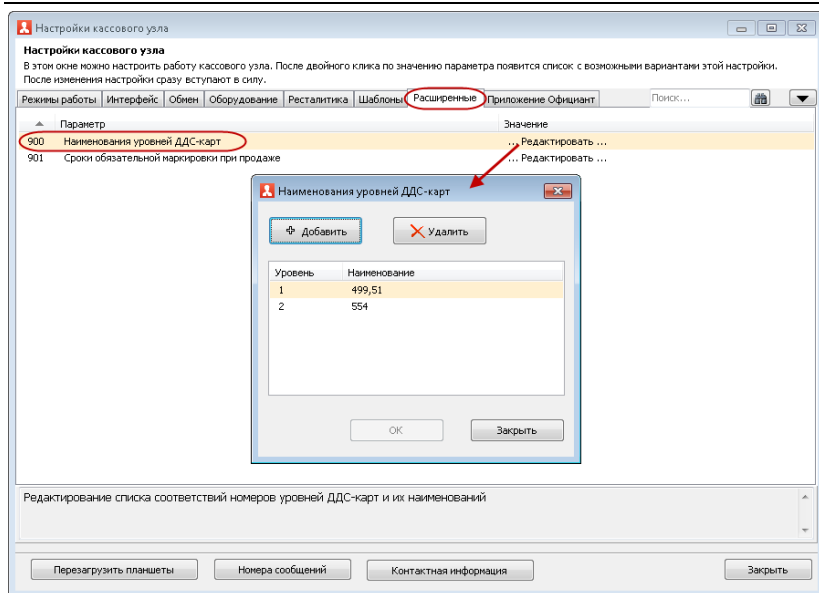 Настройки кассового узла
Настройки кассового узла
В этом окне можно настроить работу кассового узла. После двойного клика по значению параметра появится список с возможными вариантами этой настройки.
После изменения настройки сразу вступают в силу.
Режимы работы Интерфейс Обмен Оборудование Ресталитика Шаблоны Расширенные Приложение Официант Поиск...
Параметр Значение
900 Наименования уровней ДДС-карт ... Редактировать ...
901 Сроки обязательной маркировки при продаже ... Редактировать ...
Наименования уровней ДДС-карт
Добавить Удалить
Уровень Наименование
1 499,51
2 554
ОК Закрыть
Редактирование списка соответствий номеров уровней ДДС-карт и их наименований
Перезагрузить планшеты Номера сообщений Контактная информация Закрыть